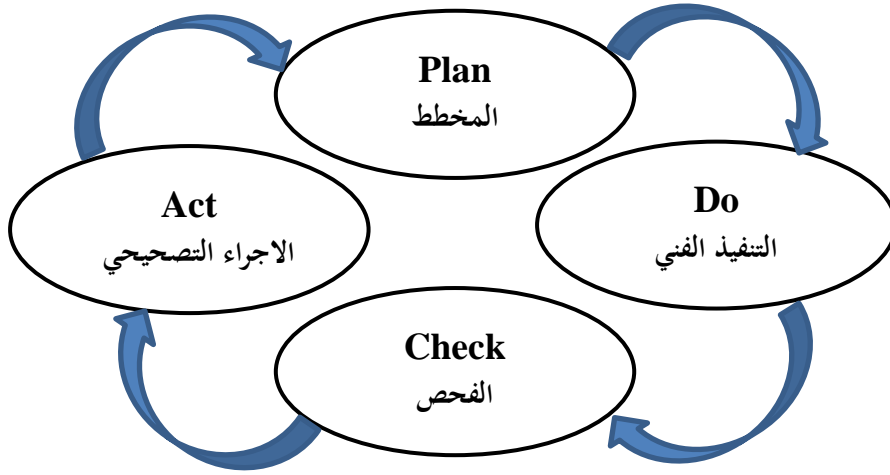 Plan
المخطط
Do
التنفيذ الفني
Check
الفحص
Act
الاجراء التصحيحي